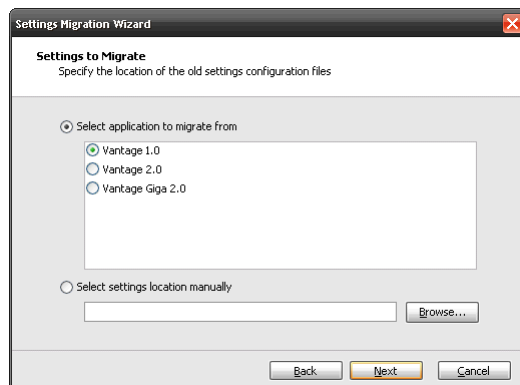 Settings Migration Wizard
Settings to Migrate
Specify the location of the old settings configuration files
Select application to migrate from
Vantage 1.0
Vantage 2.0
Vantage Giga 2.0
Select settings location manually
Browse...
Back
Next
Cancel